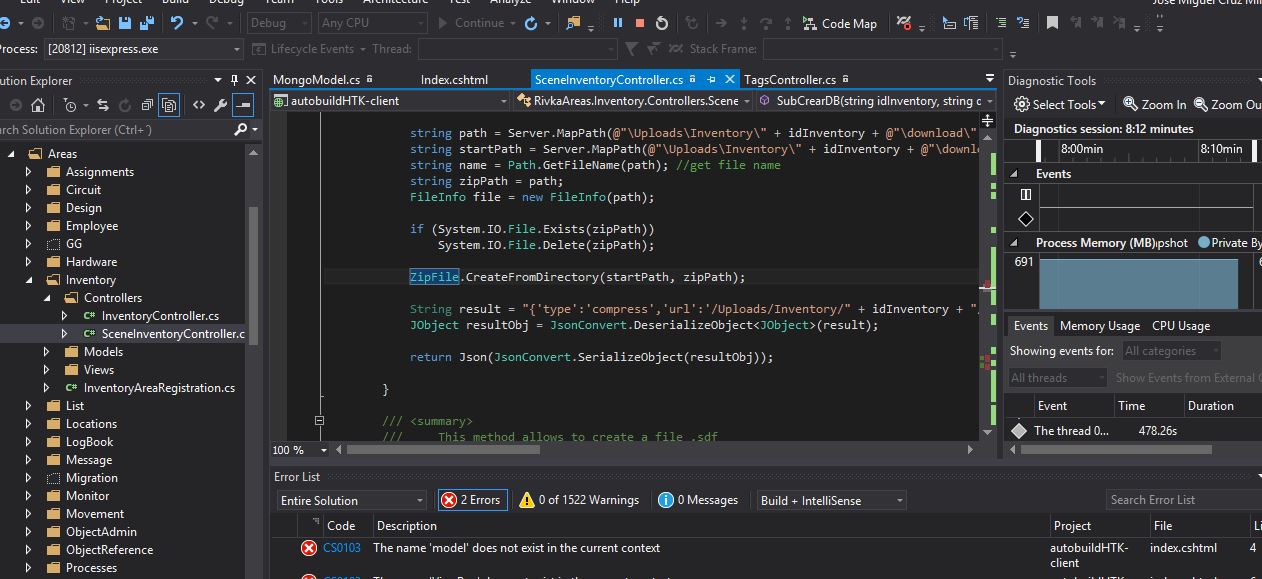 Edit View Project Build Debug Team Tools Architecture Test Analyze Window Help
Jose Miguel Cruz
Debug Any CPU Continue Code Map
Process: [20812] iisexpress.exe Lifecycle Events Thread: Stack Frame:
Solution Explorer
Search Solution Explorer (Ctrl+´)
Areas
Assignments
Circuit
Design
Employee
GG
Hardware
Inventory
Controllers
InventoryController.cs
SceneInventoryController.c
Models
Views
InventoryAreaRegistration.cs
List
Locations
LogBook
Message
Migration
Monitor
Movement
ObjectAdmin
ObjectReference
Processes
MongoModel.cs Index.cshtml SceneInventoryController.cs TagsController.cs
autobuildHTK-client RivkaAreas.Inventory.Controllers.Scene SubCrearDB(string idInventory, string c
string path = Server.MapPath(@"\Uploads\Inventory\" + idInventory + @"\download\"
string startPath = Server.MapPath(@"\Uploads\Inventory\" + idInventory + @"\downl
string name = Path.GetFileName(path); //get file name
string zipPath = path;
FileInfo file = new FileInfo(path);
if (System.IO.File.Exists(zipPath))
System.IO.File.Delete(zipPath);
ZipFile.CreateFromDirectory(startPath, zipPath);
String result = "{'type':'compress','url':'/Uploads/Inventory/" + idInventory + "/
JObject resultObj = JsonConvert.DeserializeObject<JObject>(result);
return Json(JsonConvert.SerializeObject(resultObj));
}
/// <summary>
/// This method allows to create a file .sdf
100 %
Diagnostic Tools
Select Tools Zoom In Zoom Ou
Diagnostics session: 8:12 minutes
8:00min 8:10min
Events
Process Memory (MB) pshot Private By
691
Events Memory Usage CPU Usage
Showing events for: All categories
All threads Show Events from External C
Event Time Duration
The thread 0... 478.26s
Error List
Entire Solution 2 Errors 0 of 1522 Warnings 0 Messages Build + IntelliSense Search Error List
Code Description Project File Li
CS0103 The name 'model' does not exist in the current context autobuildHTK-client index.cshtml 4